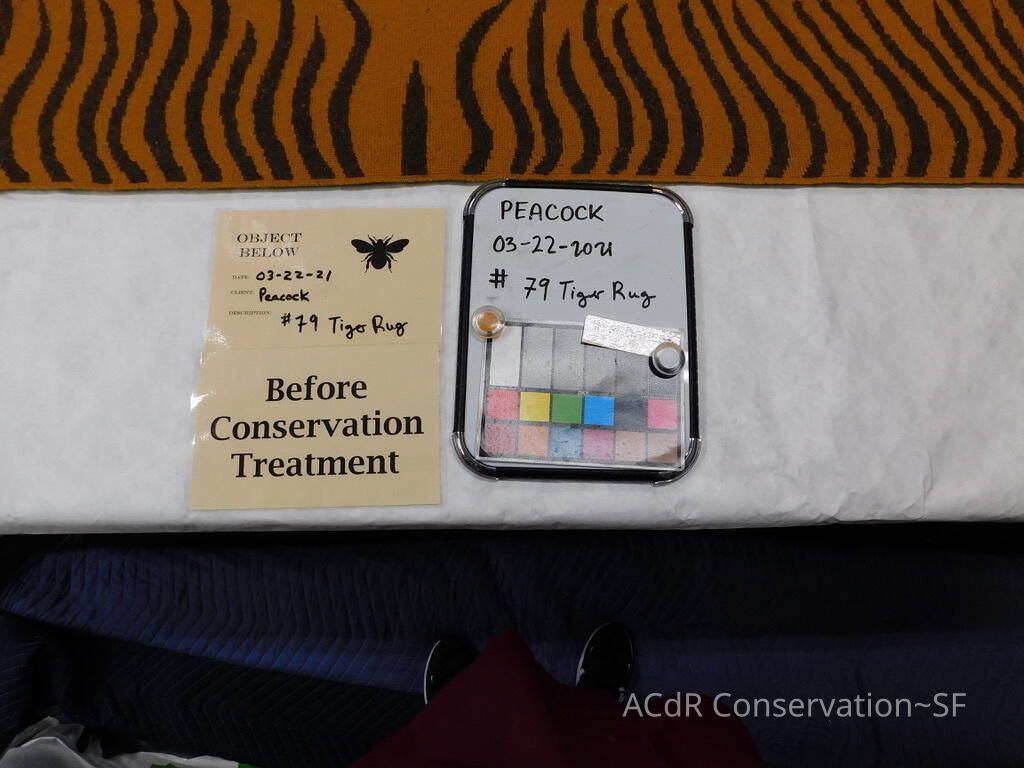 OBJECT
BELOW
DATE: 03-22-21
CLIENT: Peacock
DESCRIPTION: #79 Tiger Rug
Before
Conservation
Treatment
PEACOCK
03-22-2021
# 79 Tiger Rug
ACdR Conservation~SF